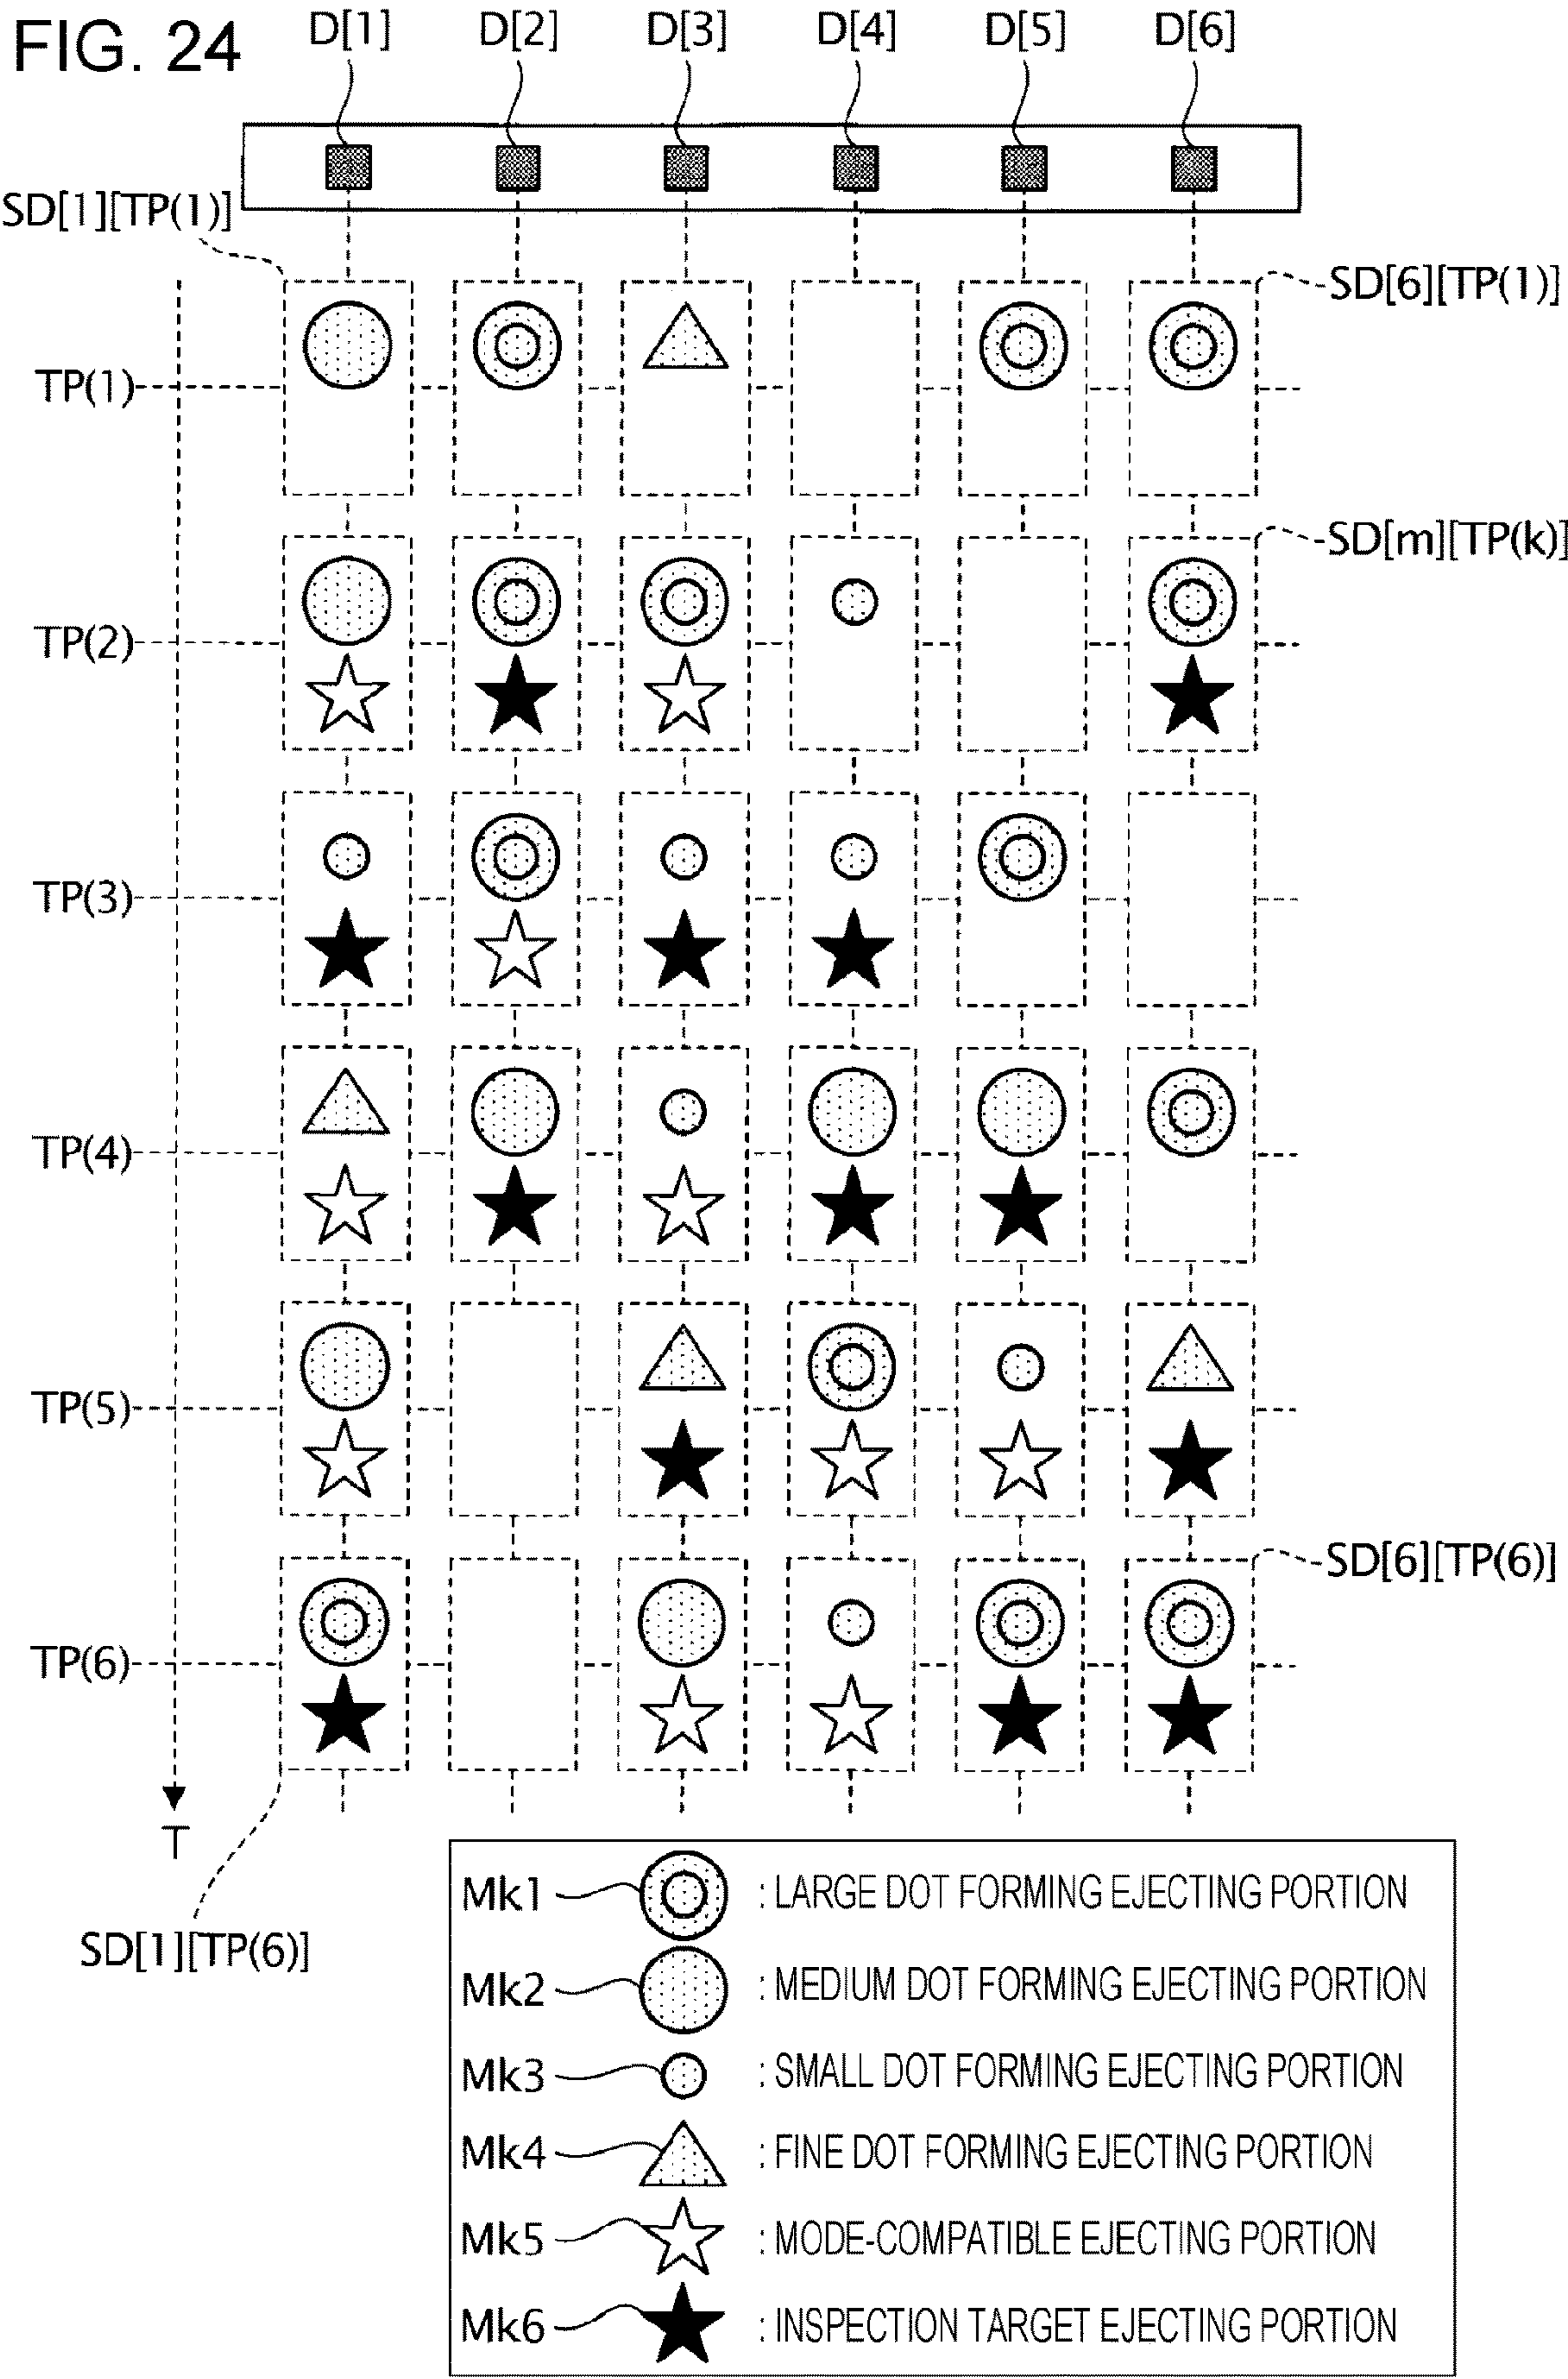 FIG. 24
D[1] D[2] D[3] D[4] D[5] D[6]
SD[1][TP(1)]
SD[6][TP(1)]
TP(1)
SD[m][TP(k)]
TP(2)
TP(3)
TP(4)
TP(5)
SD[6][TP(6)]
TP(6)
T
SD[1][TP(6)]
Mk1 : LARGE DOT FORMING EJECTING PORTION
Mk2 : MEDIUM DOT FORMING EJECTING PORTION
Mk3 : SMALL DOT FORMING EJECTING PORTION
Mk4 : FINE DOT FORMING EJECTING PORTION
Mk5 : MODE-COMPATIBLE EJECTING PORTION
Mk6 : INSPECTION TARGET EJECTING PORTION